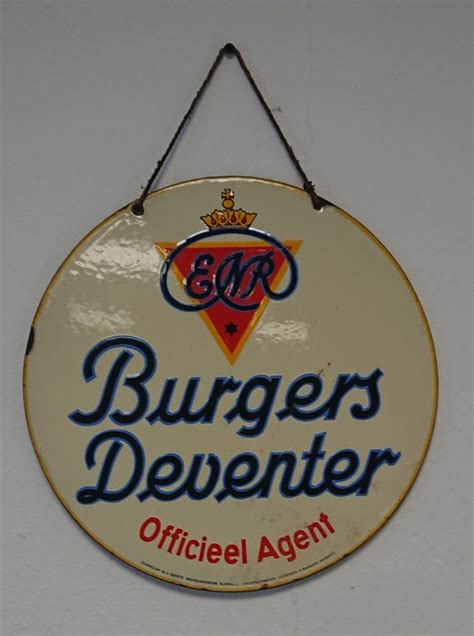 ENR
Burgers
Deventer
Officieel Agent